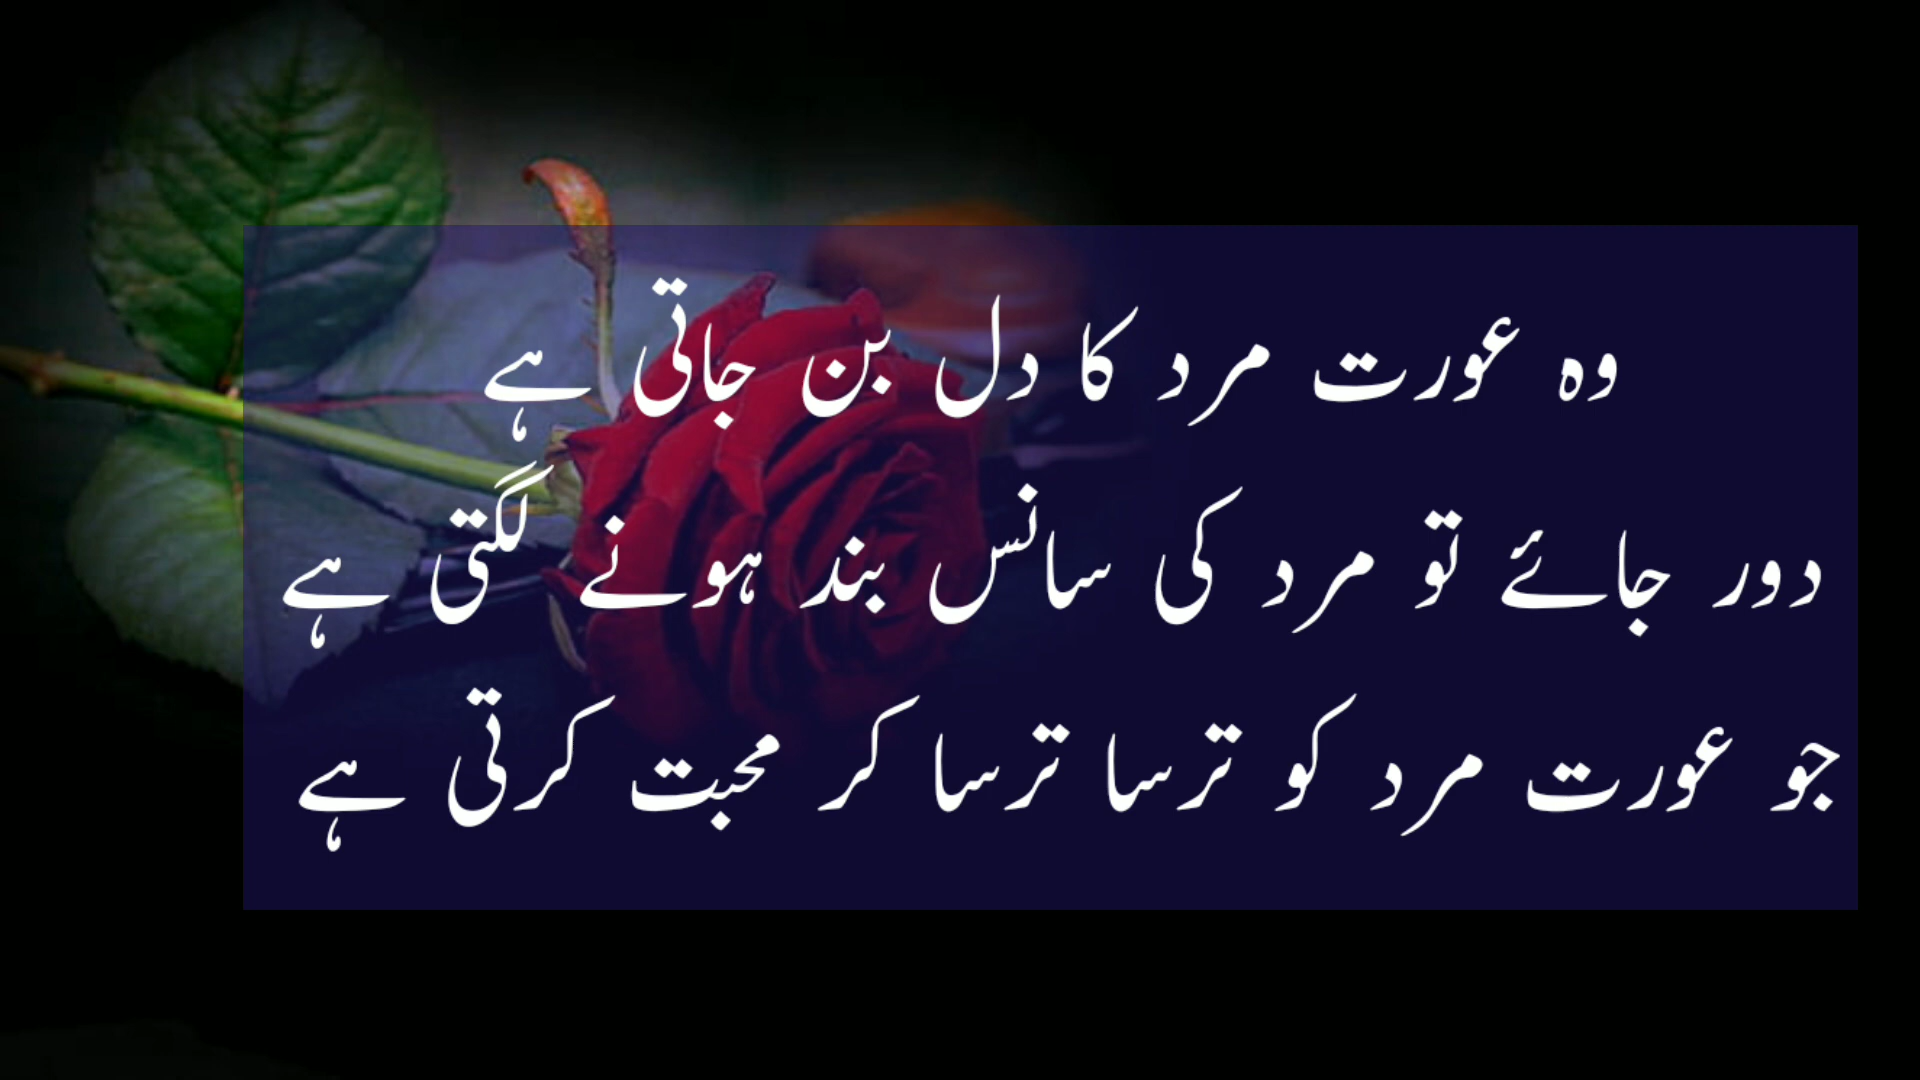 وہ عورت مرد کا دل بن جاتی ہے
دور جائے تو مرد کی سانس بند ہونے لگتی ہے
جو عورت مرد کو ترسا ترسا کر محبت کرتی ہے